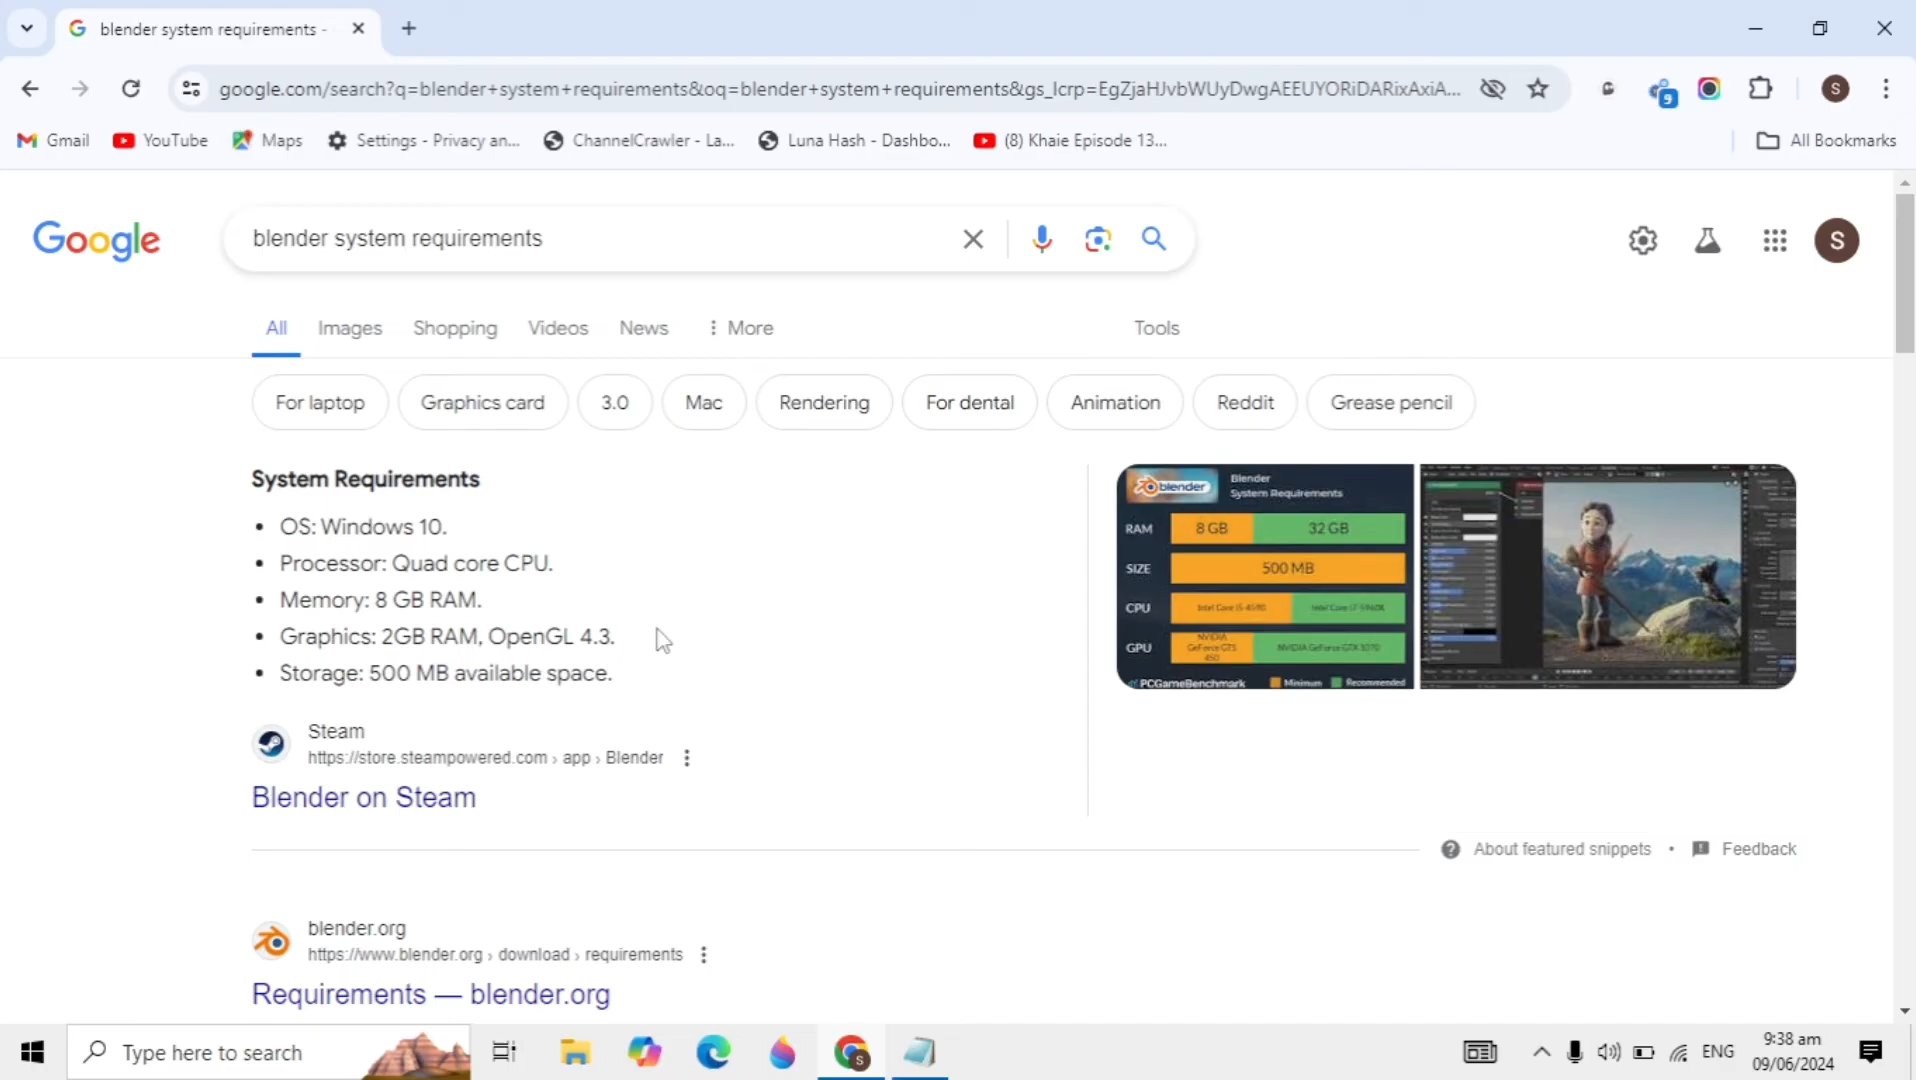 blender system requirements -
google.com/search?q=blender+system+requirements&oq=blender+system+requirements&gs_lcrp=EgZjaHJvbWUyDwgAEEUYORiDARixAxiA...
9
S
Gmail
YouTube
Maps
Settings - Privacy an...
ChannelCrawler - La...
Luna Hash - Dashbo...
(8) Khaie Episode 13...
All Bookmarks
Google
blender system requirements
S
All
Images
Shopping
Videos
News
More
Tools
For laptop
Graphics card
3.0
Mac
Rendering
For dental
Animation
Reddit
Grease pencil
System Requirements
• OS: Windows 10.
• Processor: Quad core CPU.
• Memory: 8 GB RAM.
• Graphics: 2GB RAM, OpenGL 4.3.
• Storage: 500 MB available space.
blender
Blender
System Requirements
RAM
8 GB
32 GB
SIZE
500 MB
CPU
GPU
NVIDIA
GeForce GTS
450
PCGameBenchmark
Minimum
Recommended
Steam
https://store.steampowered.com › app › Blender
Blender on Steam
About featured snippets
•
Feedback
blender.org
https://www.blender.org › download › requirements
Requirements — blender.org
Type here to search
S
ENG
9:38 am
09/06/2024